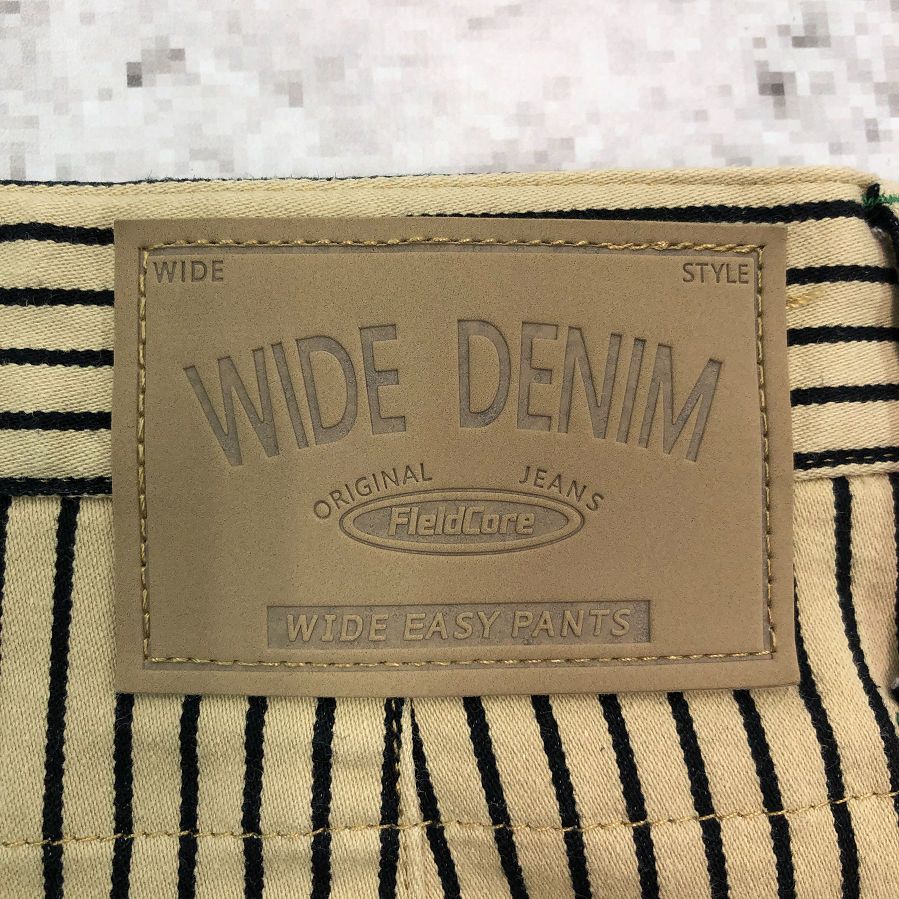 WIDE STYLE
WIDE DENIM
ORIGINAL JEANS
FieldCore
WIDE EASY PANTS